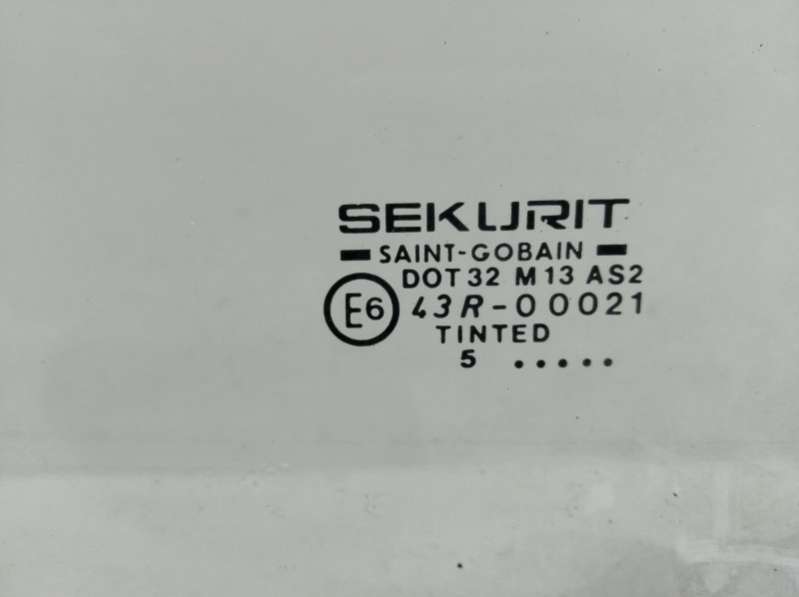 SEKURIT
SAINT-GOBAIN
DOT 32 M 13 AS2
E6 43R-00021
TINTED
5 .....